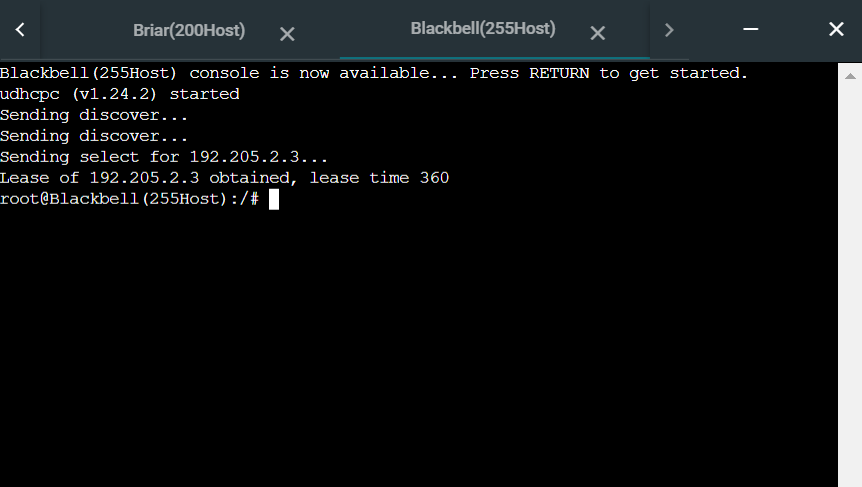 Briar(200Host)
Blackbell(255Host)
Blackbell(255Host) console is now available... Press RETURN to get started.
udhcpc (v1.24.2) started
Sending discover...
Sending discover...
Sending select for 192.205.2.3...
Lease of 192.205.2.3 obtained, lease time 360
root@Blackbell(255Host):/#